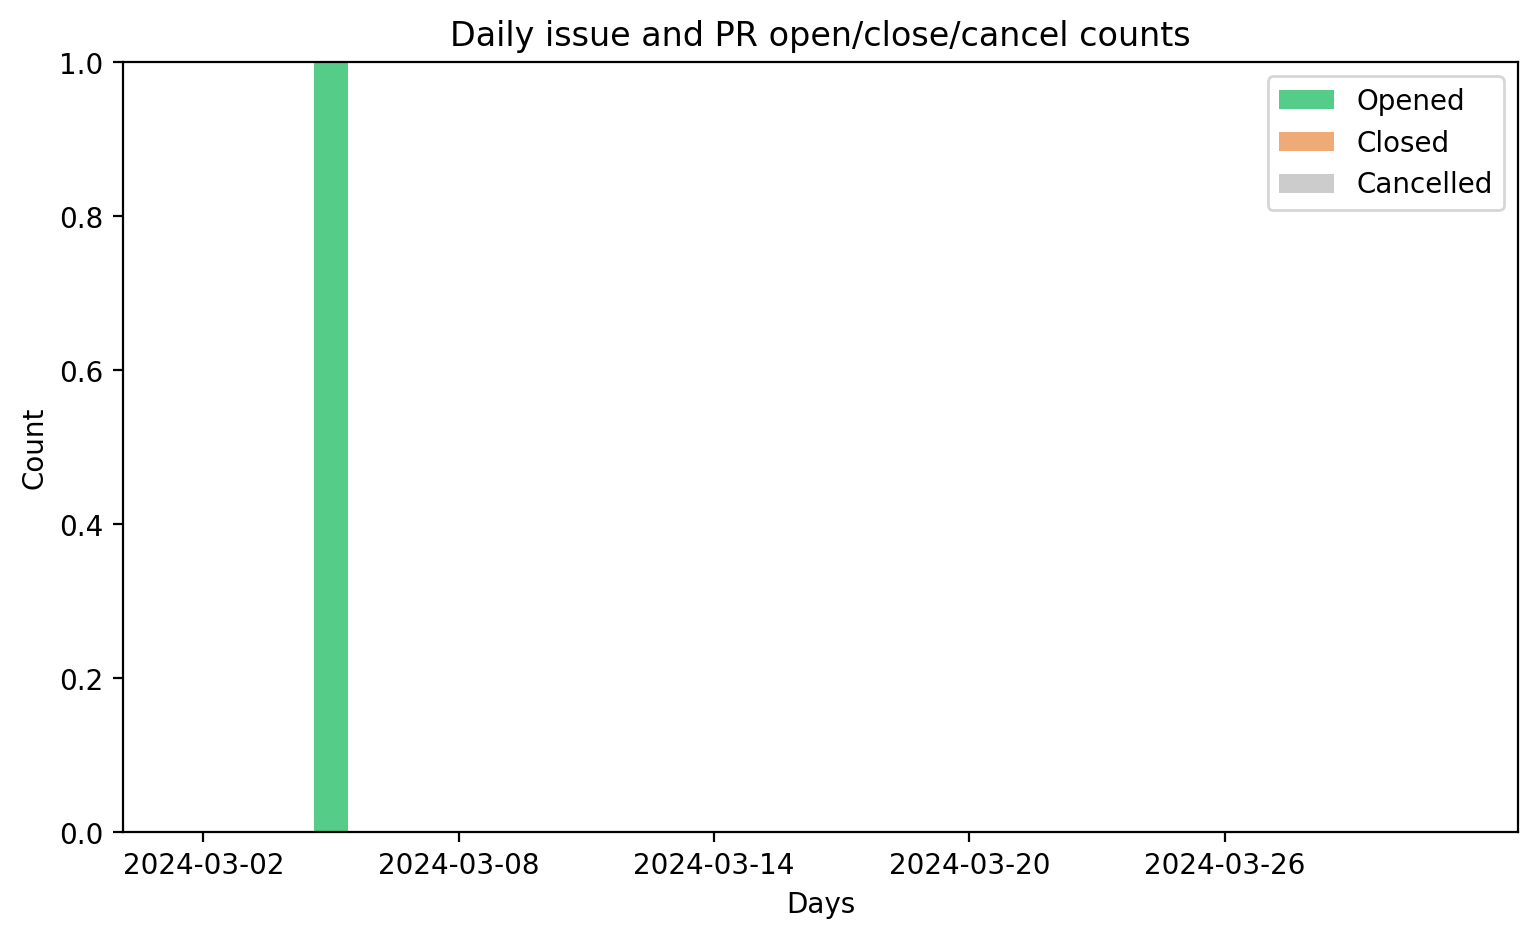 Daily issue and PR open/close/cancel counts
1.0
0.8
0.6
0.4
0.2
0.0
Count
Opened
Closed
Cancelled
2024-03-02 2024-03-08 2024-03-14 2024-03-20 2024-03-26
Days